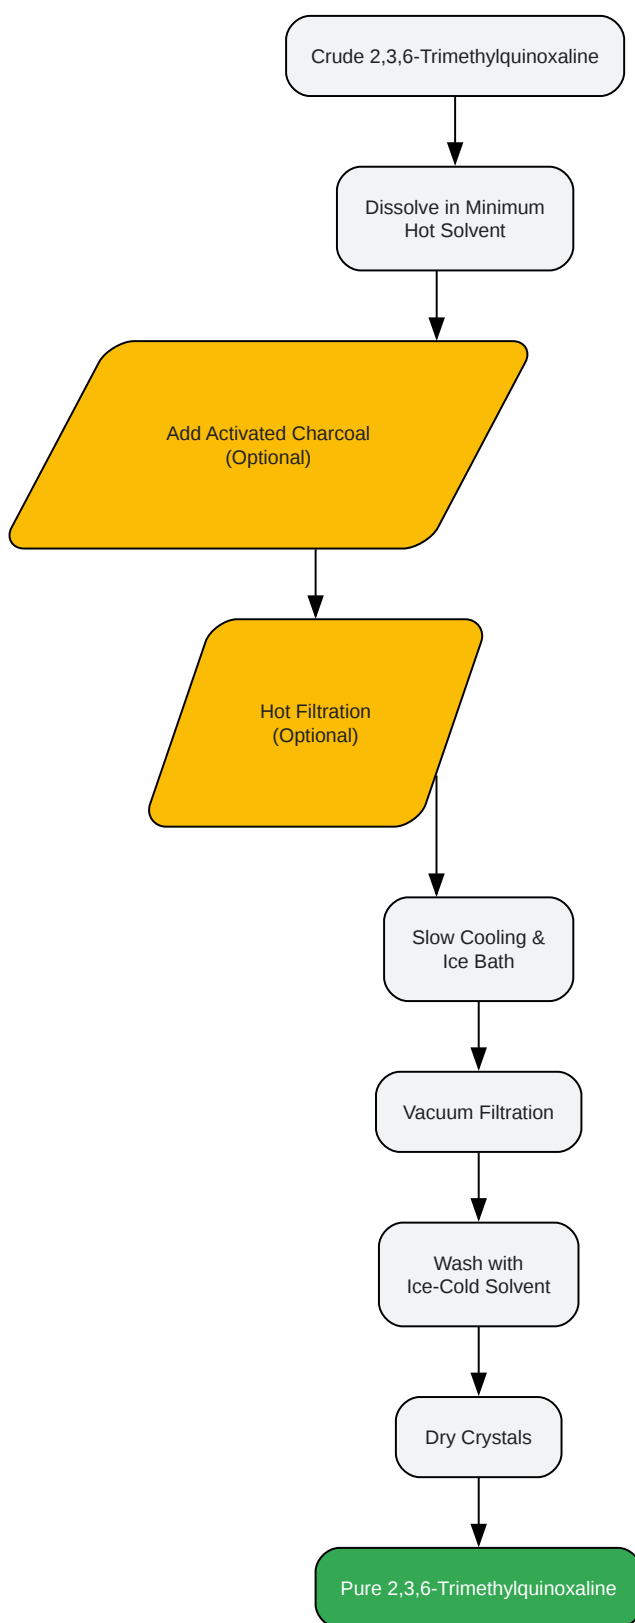 Crude 2,3,6-Trimethylquinoxaline
Dissolve in Minimum
Hot Solvent
Add Activated Charcoal
(Optional)
Hot Filtration
(Optional)
Slow Cooling &
Ice Bath
Vacuum Filtration
Wash with
Ice-Cold Solvent
Dry Crystals
Pure 2,3,6-Trimethylquinoxaline